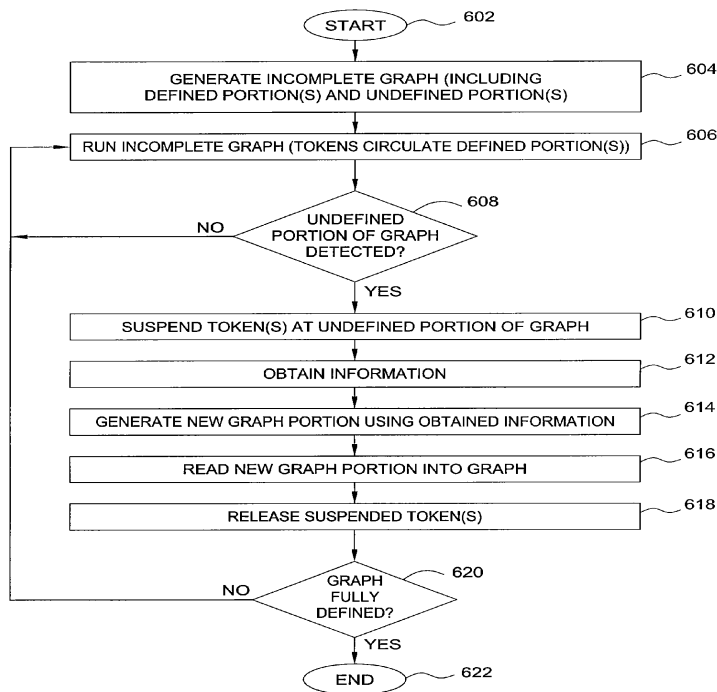 START
602
GENERATE INCOMPLETE GRAPH (INCLUDING
DEFINED PORTION(S) AND UNDEFINED PORTION(S)
604
RUN INCOMPLETE GRAPH (TOKENS CIRCULATE DEFINED PORTION(S))
606
UNDEFINED
PORTION OF GRAPH
DETECTED?
608
NO
YES
SUSPEND TOKEN(S) AT UNDEFINED PORTION OF GRAPH
610
OBTAIN INFORMATION
612
GENERATE NEW GRAPH PORTION USING OBTAINED INFORMATION
614
READ NEW GRAPH PORTION INTO GRAPH
616
RELEASE SUSPENDED TOKEN(S)
618
GRAPH
FULLY
DEFINED?
620
NO
YES
END
622